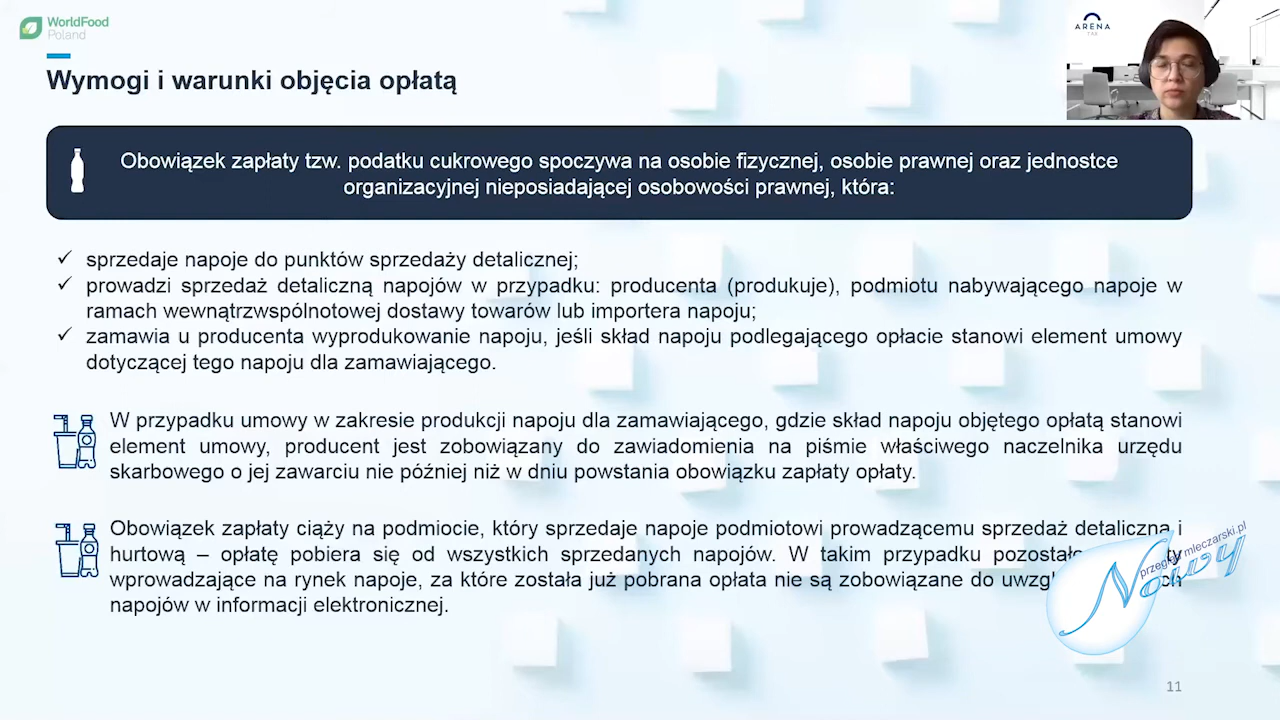 WorldFood
Poland
ARENA
TAX
Wymogi i warunki objęcia opłatą
Obowiązek zapłaty tzw. podatku cukrowego spoczywa na osobie fizycznej, osobie prawnej oraz jednostce
organizacyjnej nieposiadającej osobowości prawnej, która:
✓ sprzedaje napoje do punktów sprzedaży detalicznej;
✓ prowadzi sprzedaż detaliczną napojów w przypadku: producenta (produkuje), podmiotu nabywającego napoje w
ramach wewnątrzwspólnotowej dostawy towarów lub importera napoju;
✓ zamawia u producenta wyprodukowanie napoju, jeśli skład napoju podlegającego opłacie stanowi element umowy
dotyczącej tego napoju dla zamawiającego.
W przypadku umowy w zakresie produkcji napoju dla zamawiającego, gdzie skład napoju objętego opłatą stanowi
element umowy, producent jest zobowiązany do zawiadomienia na piśmie właściwego naczelnika urzędu
skarbowego o jej zawarciu nie później niż w dniu powstania obowiązku zapłaty opłaty.
Obowiązek zapłaty ciąży na podmiocie, który sprzedaje napoje podmiotowi prowadzącemu sprzedaż detaliczną i
hurtową – opłatę pobiera się od wszystkich sprzedanych napojów. W takim przypadku
wprowadzające na rynek napoje, za które została już pobrana opłata nie są zobowiązane do
napojów w informacji elektronicznej.
Nowy
przegląd mleczarski.pl
11